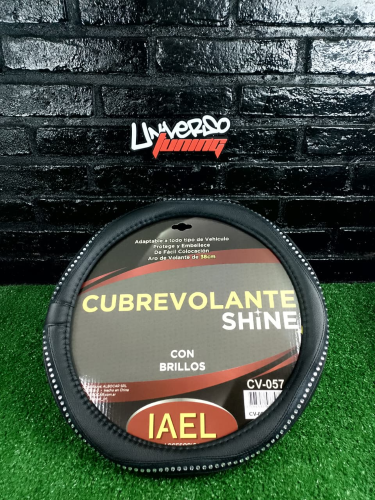 UNIVERSO
tuning
Adaptable a todo tipo de Vehículo
Protege y Embellece
De Fácil Colocación
Aro de Volante de 38cm
CUBREVOLANTE
SHINE
CON
BRILLOS
CV-057
IAEL